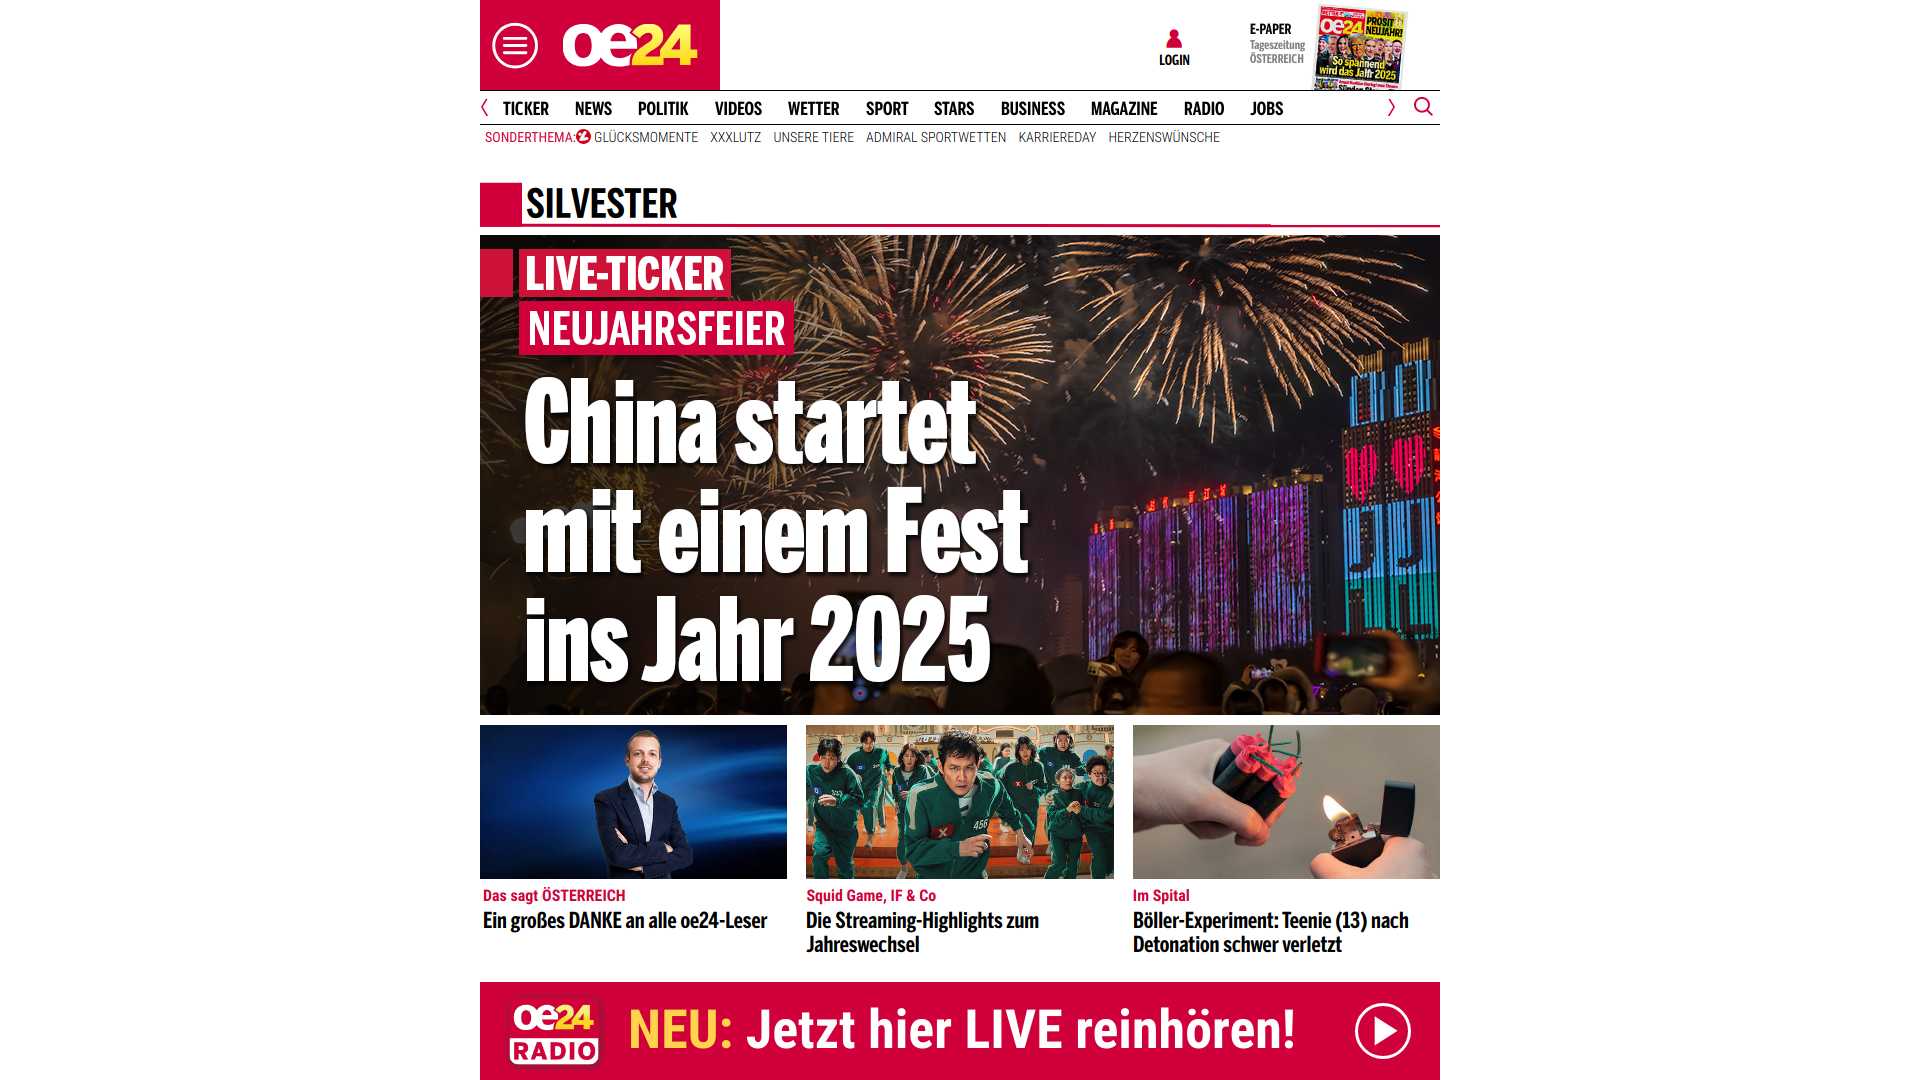 oe24
LOGIN
E-PAPER
Tageszeitung
ÖSTERREICH
oe24
PROSIT
NEUJAHR!
So spannend
wird das Jahr 2025
TICKER NEWS POLITIK VIDEOS WETTER SPORT STARS BUSINESS MAGAZINE RADIO JOBS
SONDERTHEMA: GLÜCKSMOMENTE XXXLUTZ UNSERE TIERE ADMIRAL SPORTWETTEN KARRIEREDAY HERZENSWÜNSCHE
SILVESTER
LIVE-TICKER
NEUJAHRSFEIER
China startet
mit einem Fest
ins Jahr 2025
456
Das sagt ÖSTERREICH
Ein großes DANKE an alle oe24-Leser
Squid Game, IF & Co
Die Streaming-Highlights zum
Jahreswechsel
Im Spital
Böller-Experiment: Teenie (13) nach
Detonation schwer verletzt
oe24
RADIO
NEU: Jetzt hier LIVE reinhören!